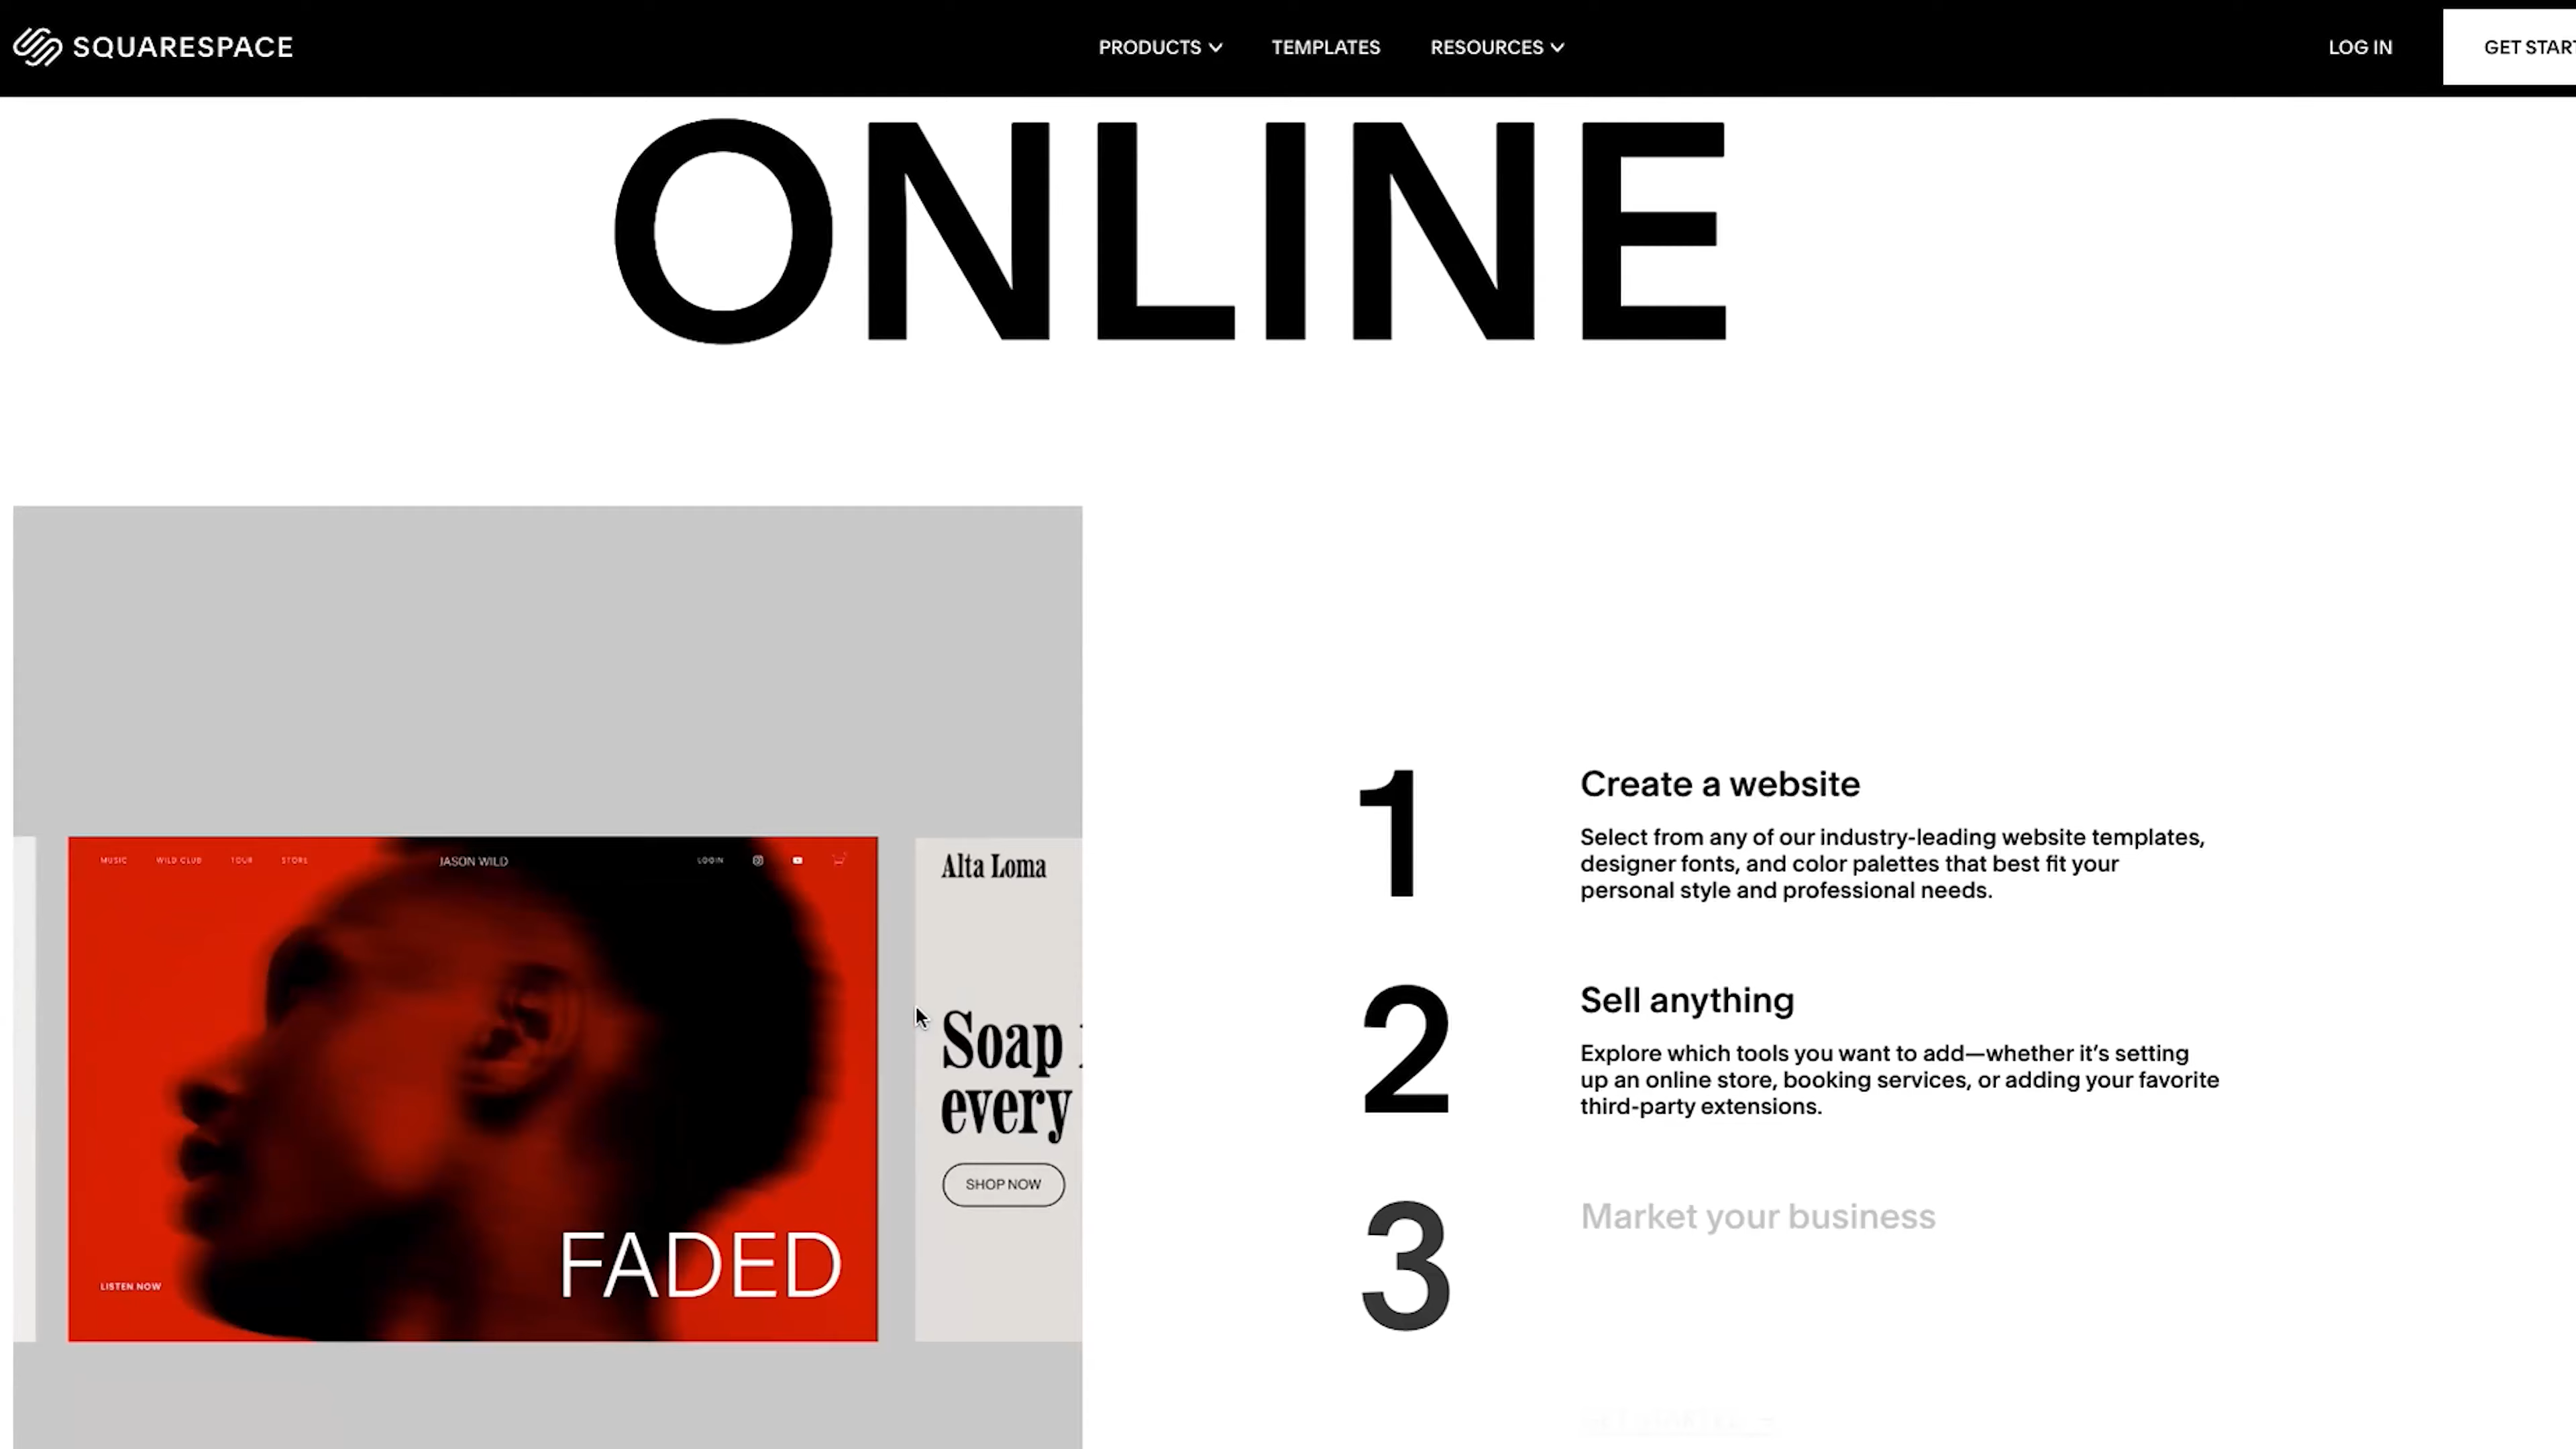 SQUARESPACE
PRODUCTS
TEMPLATES
RESOURCES
LOG IN
GET START
ONLINE
MUSIC
WILD CLUB
TOUR
STORE
JASON WILD
LOGIN
LISTEN NOW
FADED
Alta Loma
Soap
every
SHOP NOW
1
Create a website
Select from any of our industry-leading website templates,
designer fonts, and color palettes that best fit your
personal style and professional needs.
2
Sell anything
Explore which tools you want to add—whether it’s setting
up an online store, booking services, or adding your favorite
third-party extensions.
3
Market your business